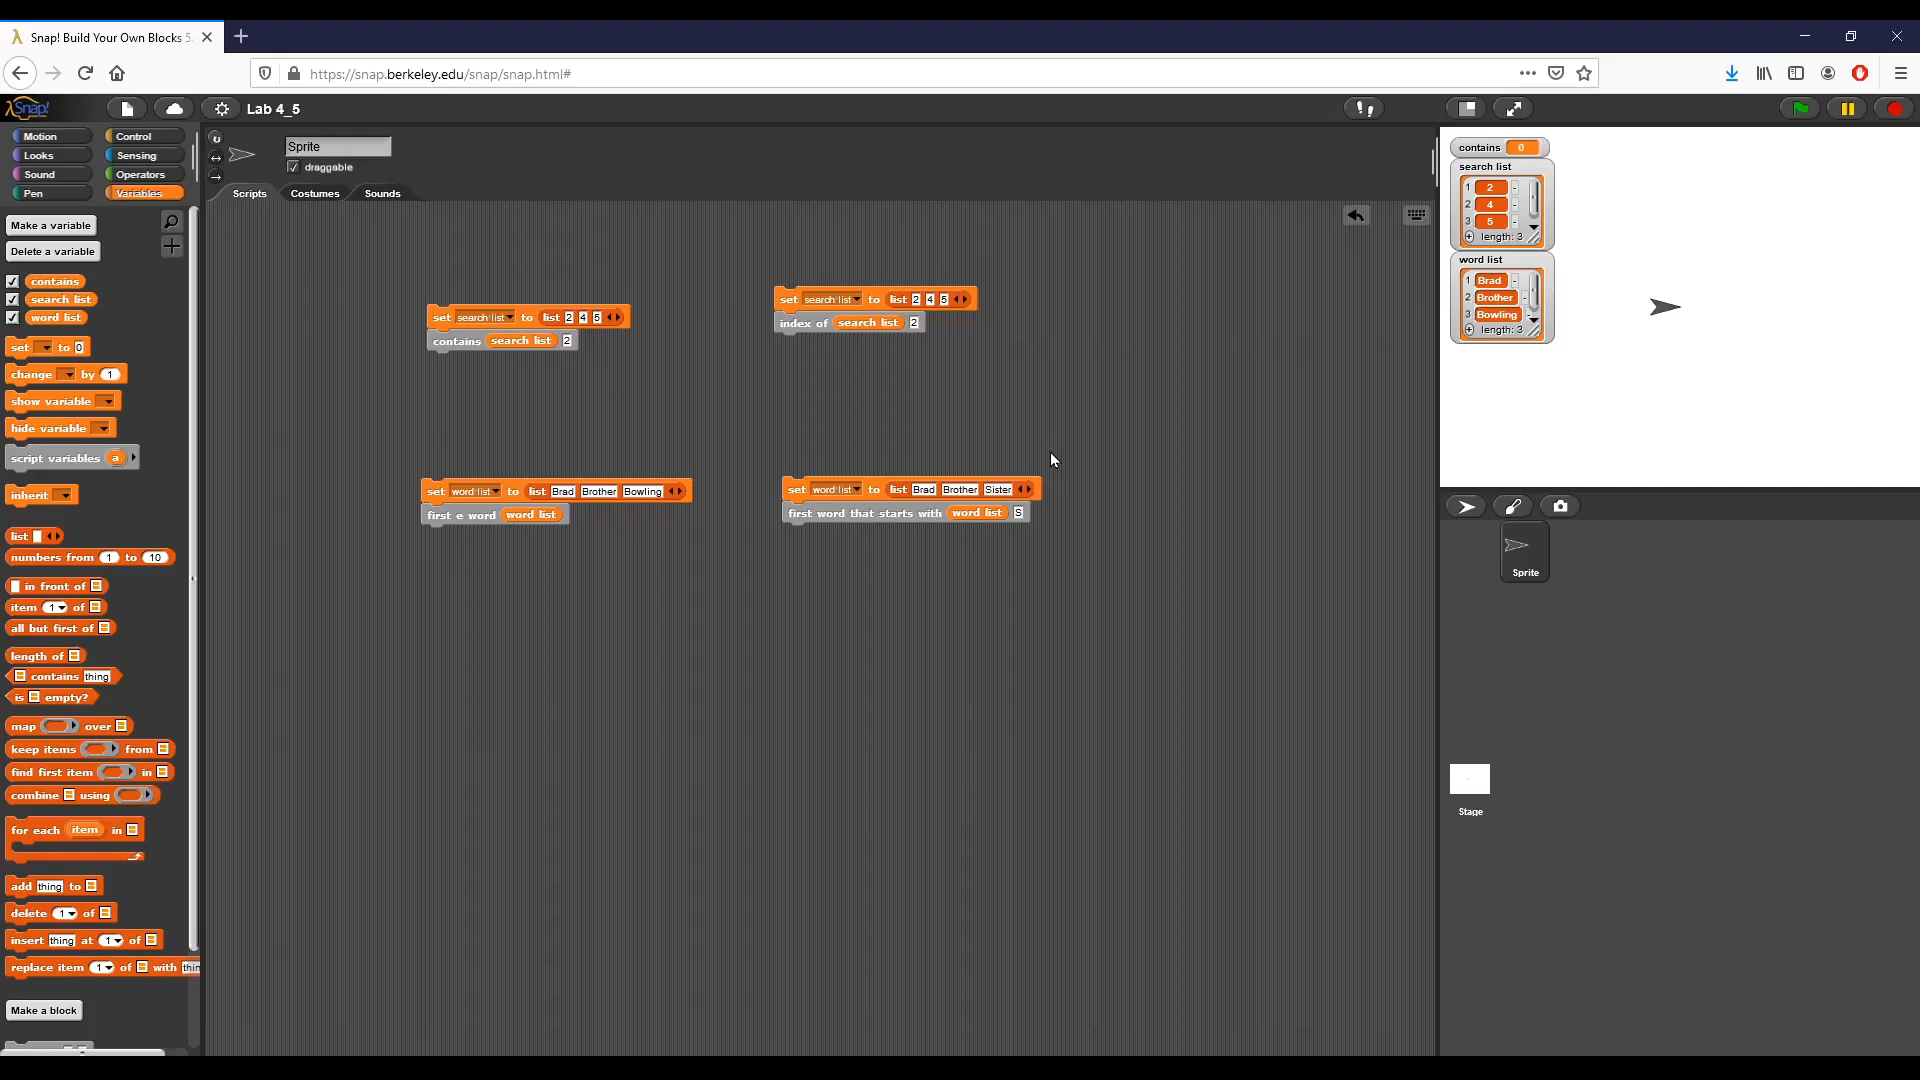 Snap! Build Your Own Blocks 5.
https://snap.berkeley.edu/snap/snap.html#
Snap!
Lab 4_5
Motion
Control
Looks
Sensing
Sound
Operators
Pen
Variables
Make a variable
Delete a variable
contains
search list
word list
set to 0
change by 1
show variable
hide variable
script variables a
inherit
list
numbers from 1 to 10
in front of
item 1 of
all but first of
length of
contains thing
is empty?
map over
keep items from
find first item in
combine using
for each item in
add thing to
delete 1 of
insert thing at 1 of
replace item 1 of with thin
Make a block
Sprite
draggable
Scripts
Costumes
Sounds
set search list to list 2 4 5
contains search list 2
set search list to list 2 4 5
index of search list 2
set word list to list Brad Brother Bowling
first e word word list
set word list to list Brad Brother Sister
first word that starts with word list S
contains 0
search list
1 2 -
2 4 -
3 5 -
+ length: 3
word list
1 Brad -
2 Brother -
3 Bowling
+ length: 3
Sprite
Stage